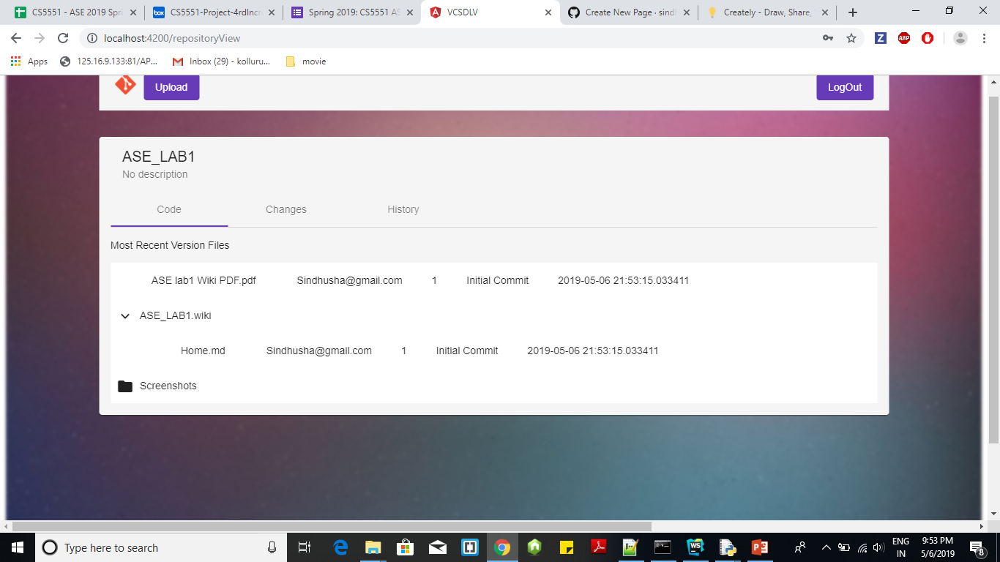 CS5551 - ASE 2019 Spri
CS5551-Project-4rdIncr
Spring 2019: CS5551 AS
VCSDLV
Create New Page · sindh
Creately - Draw, Share,
localhost:4200/repositoryView
ABP
Apps
125.16.9.133:81/AP...
Inbox (29) - kolluru...
movie
Upload
LogOut
ASE_LAB1
No description
Code Changes History
Most Recent Version Files
ASE lab1 Wiki PDF.pdf Sindhusha@gmail.com 1 Initial Commit 2019-05-06 21:53:15.033411
ASE_LAB1.wiki
Home.md Sindhusha@gmail.com 1 Initial Commit 2019-05-06 21:53:15.033411
Screenshots
Type here to search
ENG
IN
9:53 PM
5/6/2019
8